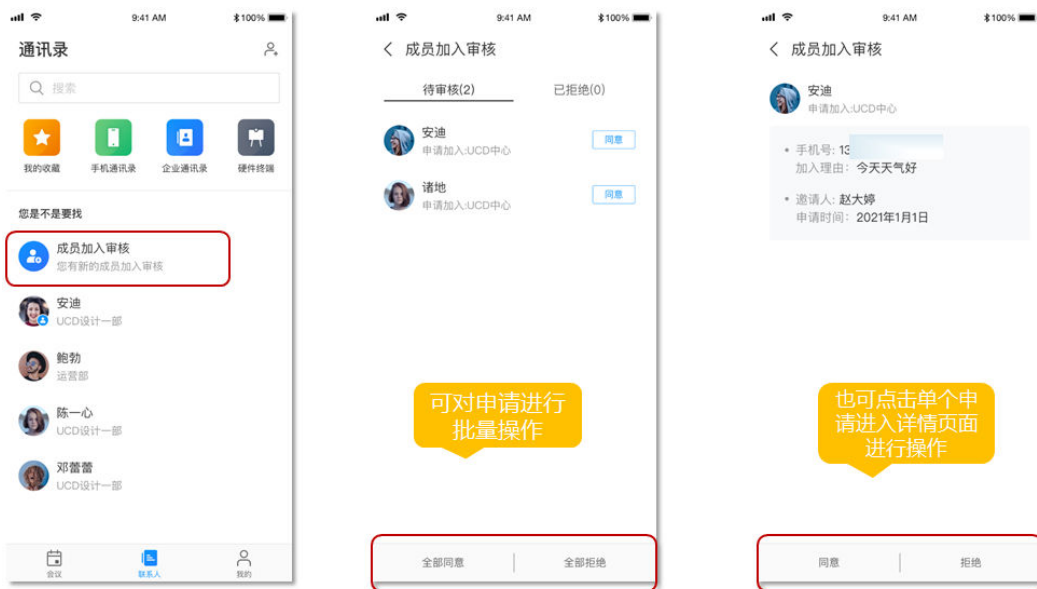 9:41 AM
100%
通讯录
搜索
我的收藏
手机通讯录
企业通讯录
硬件终端
您是不是要找
成员加入审核
您有新的成员加入审核
安迪
UCD设计一部
鲍勃
运营部
陈一心
UCD设计一部
邓蕾蕾
UCD设计一部
会议
联系人
我的
9:41 AM
100%
成员加入审核
待审核(2)
已拒绝(0)
安迪
申请加入:UCD中心
同意
诸地
申请加入:UCD中心
同意
可对申请进行
批量操作
全部同意
全部拒绝
9:41 AM
100%
成员加入审核
安迪
申请加入:UCD中心
• 手机号: 13
加入理由: 今天天气好
• 邀请人: 赵大婷
申请时间: 2021年1月1日
也可点击单个申
请进入详情页面
进行操作
同意
拒绝